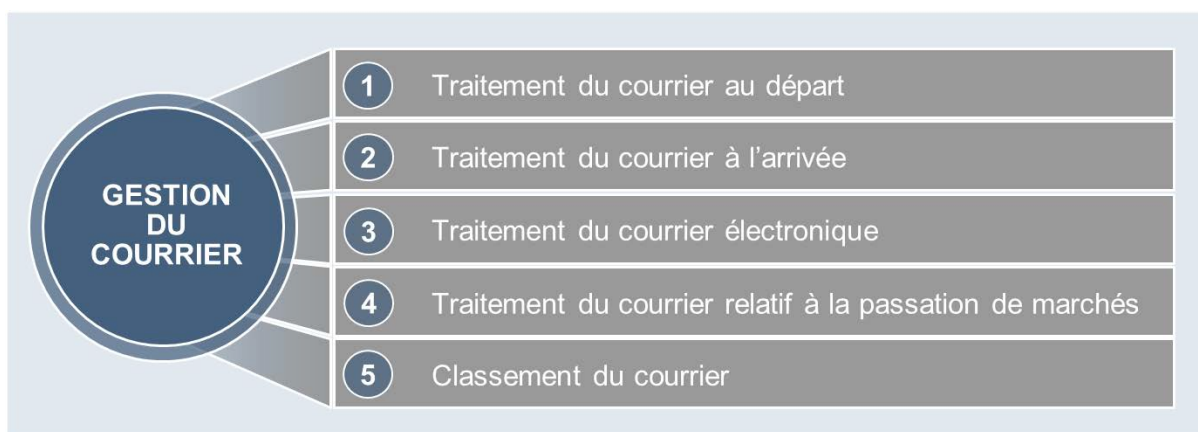 GESTION
DU
COURRIER
1 Traitement du courrier au départ
2 Traitement du courrier à l'arrivée
3 Traitement du courrier électronique
4 Traitement du courrier relatif à la passation de marchés
5 Classement du courrier